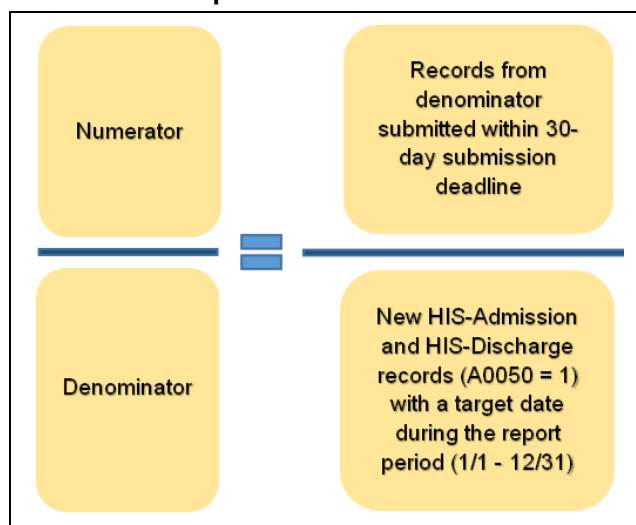 Numerator
Records from
denominator
submitted within 30-
day submission
deadline
Denominator
New HIS-Admission
and HIS-Discharge
records (A0050 = 1)
with a target date
during the report
period (1/1 - 12/31)